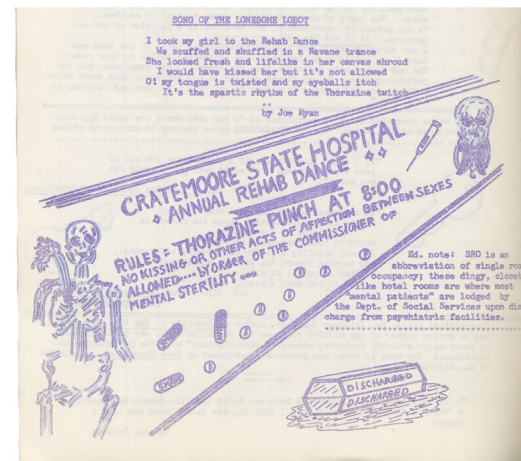 SONG OF THE LONESOME LOBOT
I took my girl to the Rehab Dance
We scuffed and shuffled in a Navane trance
She looked fresh and lifelike in her canvas shroud
I would have kissed her but it's not allowed
O! my tongue is twisted and my eyeballs itch
It's the spastic rhythm of the Thorazine twitch
by Joe Ryan
CRATEMOORE STATE HOSPITAL
ANNUAL REHAB DANCE
RULES: THORAZINE PUNCH AT 8:00
NO KISSING OR OTHER ACTS OF AFFECTION BETWEEN SEXES
ALLOWED.... BY ORGER OF THE COMMISSIONER OF
MENTAL STERILITY
Ed. note: SRO is an
abbreviation of single roo
occupancy; these dingy, closet
like hotel rooms are where most
"mental patients" are lodged by
the Dept. of Social Services upon dis
charge from psychiatric facilities.
DISCHARGED
DISCHARGED